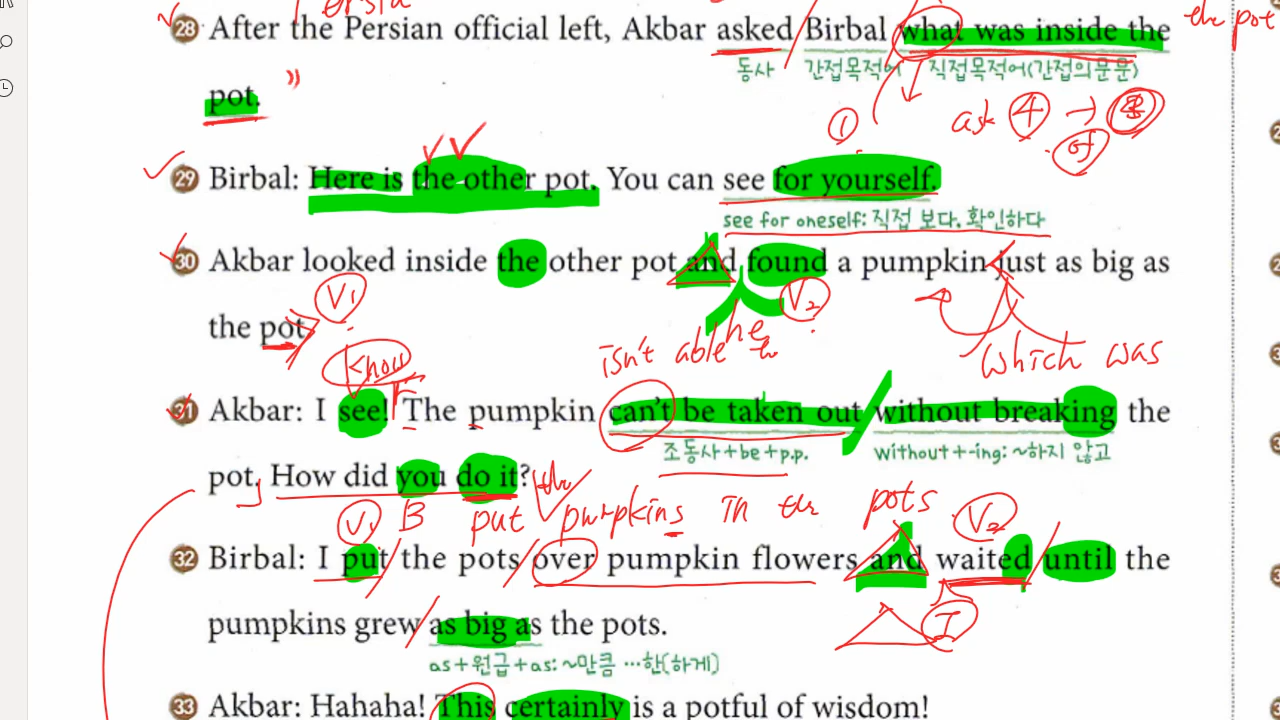 the pot
28 After the Persian official left, Akbar asked Birbal what was inside the
동사 간접목적어 직접목적어(간접의문문)
pot.
ask 4 → 3
of
①
29 Birbal: Here is the other pot. You can see for yourself.
see for oneself: 직접 보다, 확인하다
30 Akbar looked inside the other pot and found a pumpkin just as big as
V1 V2
the pot.
he
know isn't able to which was
31 Akbar: I see! The pumpkin can't be taken out without breaking the
조동사+be+p.p. without+-ing: ~하지 않고
pot. How did you do it?
the
V1 B put pumpkins in the pots V2
32 Birbal: I put the pots over pumpkin flowers and waited until the
I
pumpkins grew as big as the pots.
as+원급+as: ~만큼 …한(하게)
33 Akbar: Hahaha! This certainly is a potful of wisdom!